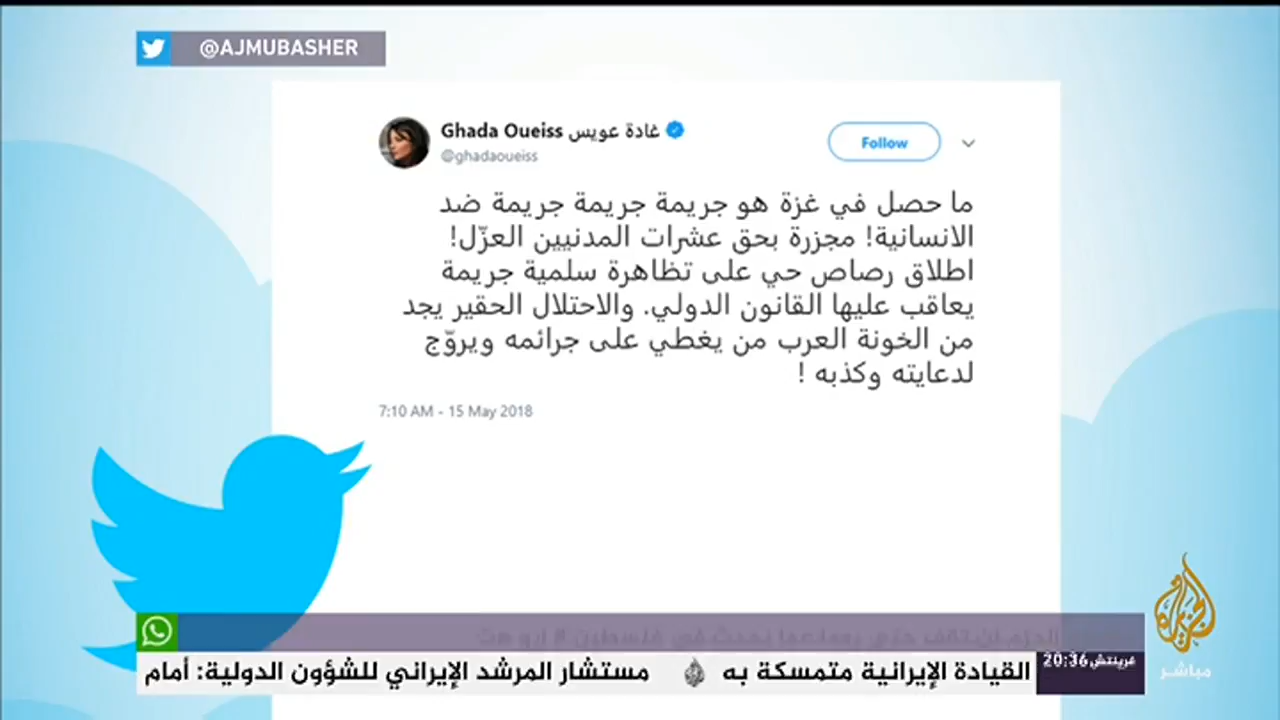 @AJMUBASHER
Ghada Oueiss غادة عويس
@ghadaoueiss
Follow
ما حصل في غزة هو جريمة جريمة جريمة ضد
الانسانية! مجزرة بحق عشرات المدنيين العزّل!
اطلاق رصاص حي على تظاهرة سلمية جريمة
يعاقب عليها القانون الدولي. والاحتلال الحقير يجد
من الخونة العرب من يغطي على جرائمه ويروّج
لدعايته وكذبه !
7:10 AM - 15 May 2018
20:36 غرينتش
القيادة الإيرانية متمسكة به مستشار المرشد الإيراني للشؤون الدولية: أمام
الجزيرة
مباشر